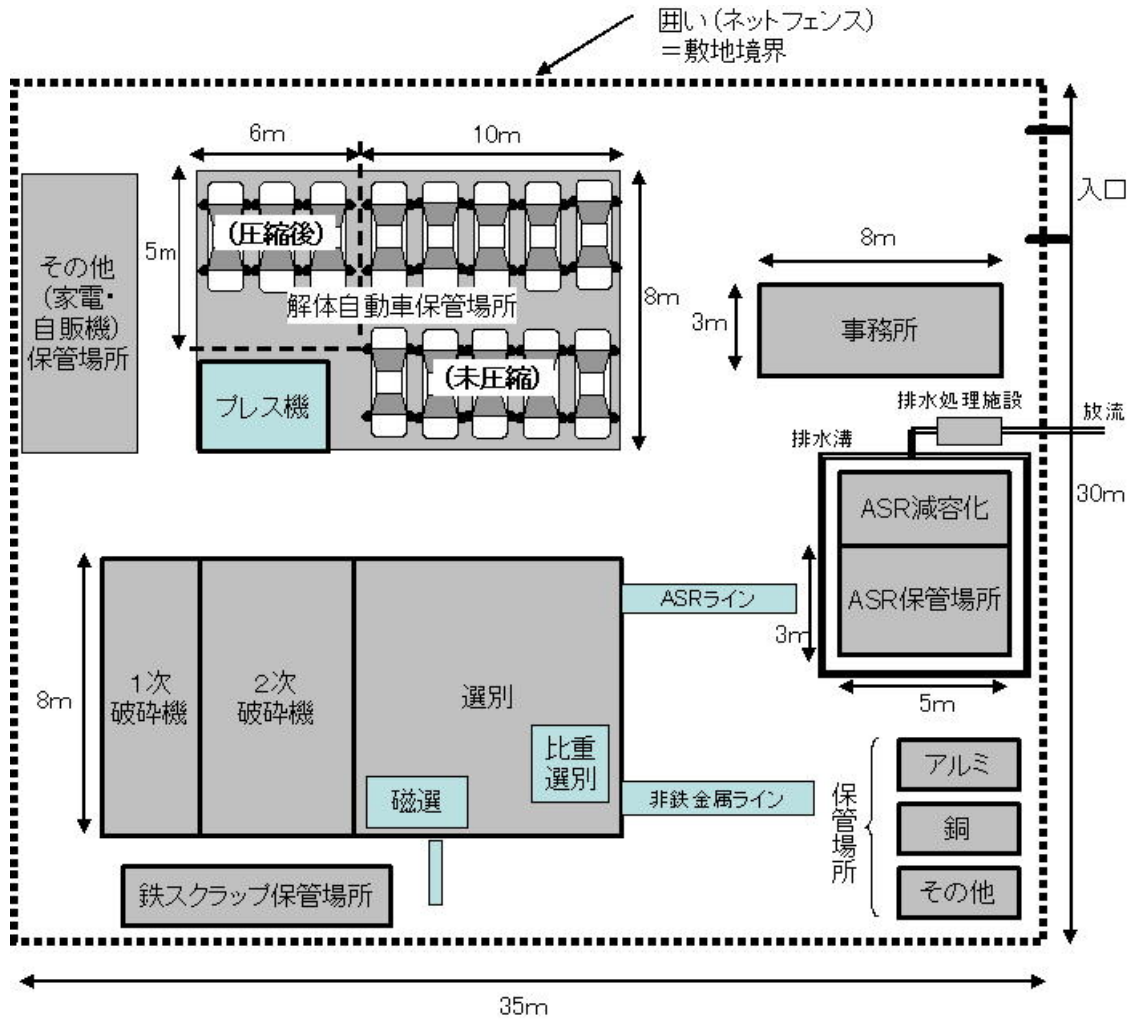 囲い(ネットフェンス)
=敷地境界
6m
10m
入口
その他
(家電・
自販機)
保管場所
5m
(圧縮後)
解体自動車保管場所
(未圧縮)
プレス機
8m
8m
3m
事務所
排水処理施設
放流
排水溝
30m
ASR減容化
ASR保管場所
3m
5m
8m
1次
破砕機
2次
破砕機
選別
比重
選別
磁選
ASRライン
非鉄金属ライン
保管場所
アルミ
銅
その他
鉄スクラップ保管場所
35m